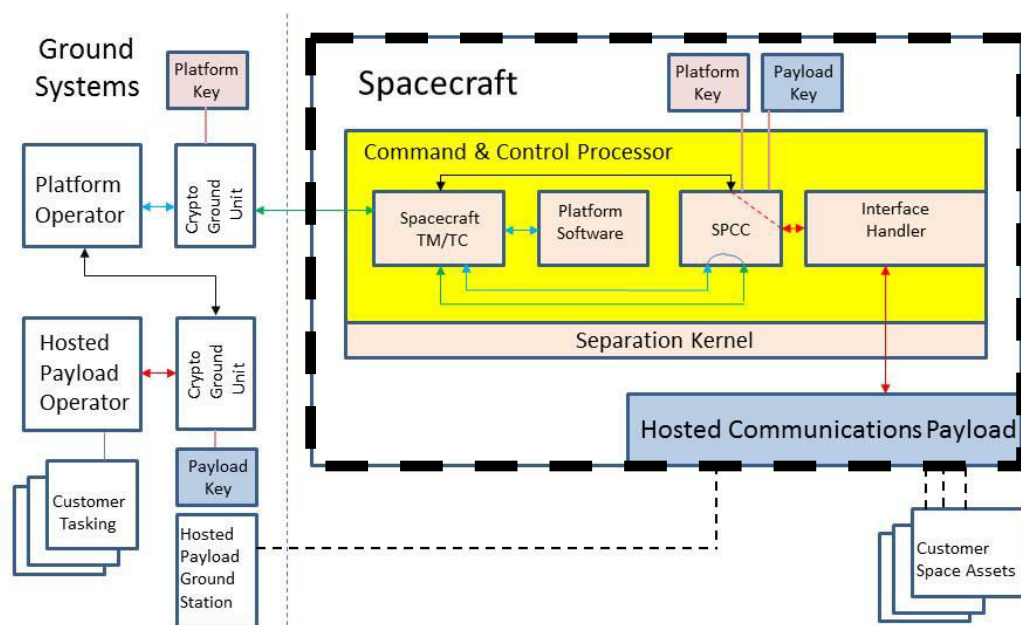 Ground
Systems
Platform
Key
Platform
Operator
Crypto
Ground
Unit
Hosted
Payload
Operator
Crypto
Ground
Unit
Customer
Tasking
Payload
Key
Hosted
Payload
Ground
Station
Spacecraft
Platform
Key
Payload
Key
Command & Control Processor
Spacecraft
TM/TC
Platform
Software
SPCC
Interface
Handler
Separation Kernel
Hosted Communications Payload
Customer
Space Assets